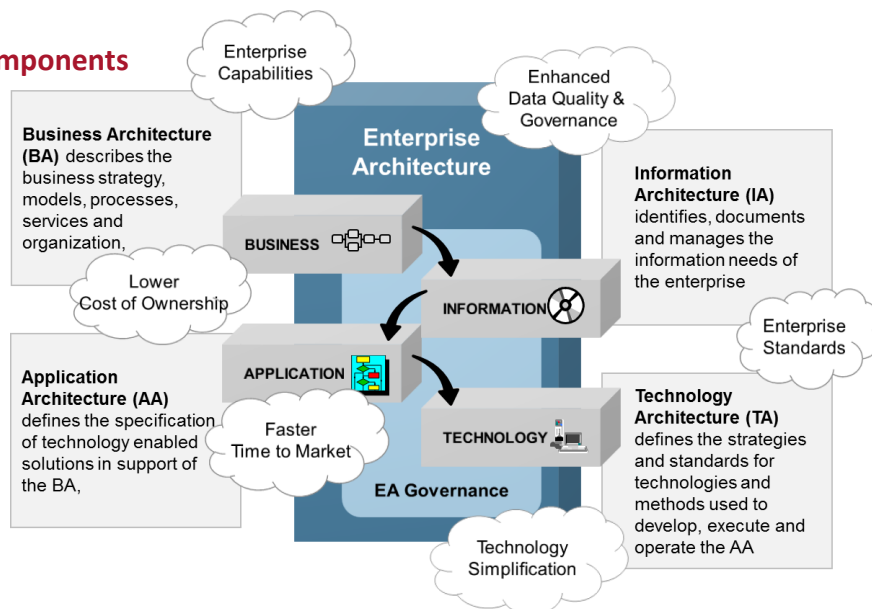 mponents
Enterprise
Capabilities
Enhanced
Data Quality &
Governance
Enterprise
Architecture
Business Architecture
(BA) describes the
business strategy,
models, processes,
services and
organization,
Information
Architecture (IA)
identifies, documents
and manages the
information needs of
the enterprise
BUSINESS
Lower
Cost of Ownership
INFORMATION
Enterprise
Standards
APPLICATION
Application
Architecture (AA)
defines the specification
of technology enabled
solutions in support of
the BA,
Faster
Time to Market
TECHNOLOGY
Technology
Architecture (TA)
defines the strategies
and standards for
technologies and
methods used to
develop, execute and
operate the AA
EA Governance
Technology
Simplification